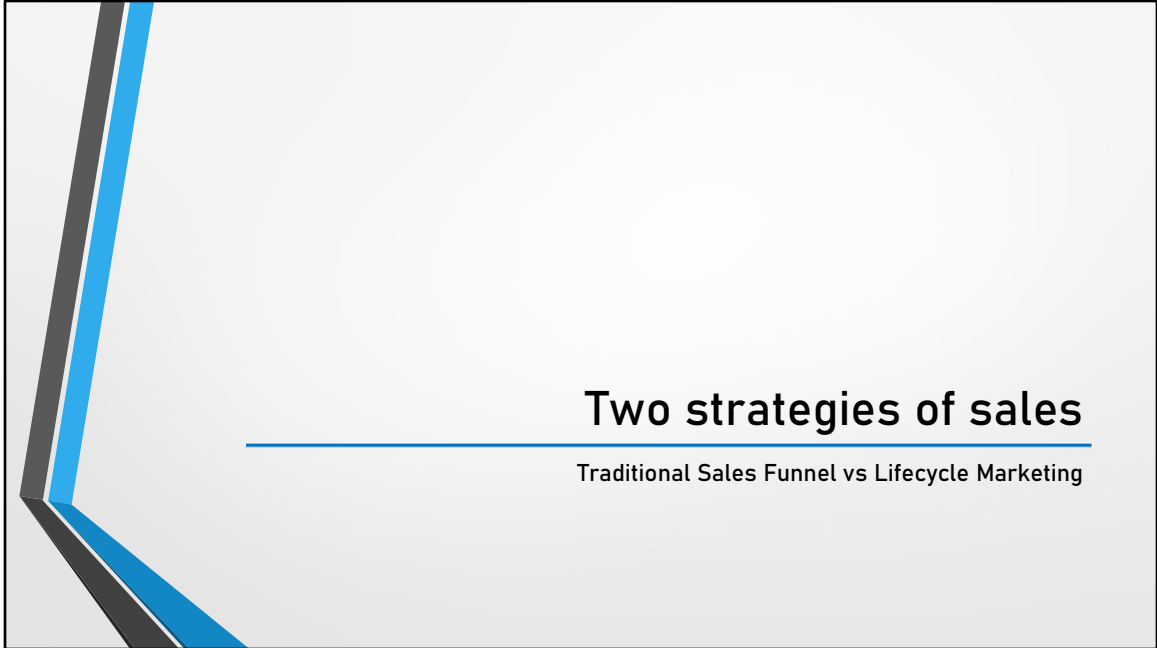 Two strategies of sales
Traditional Sales Funnel vs Lifecycle Marketing